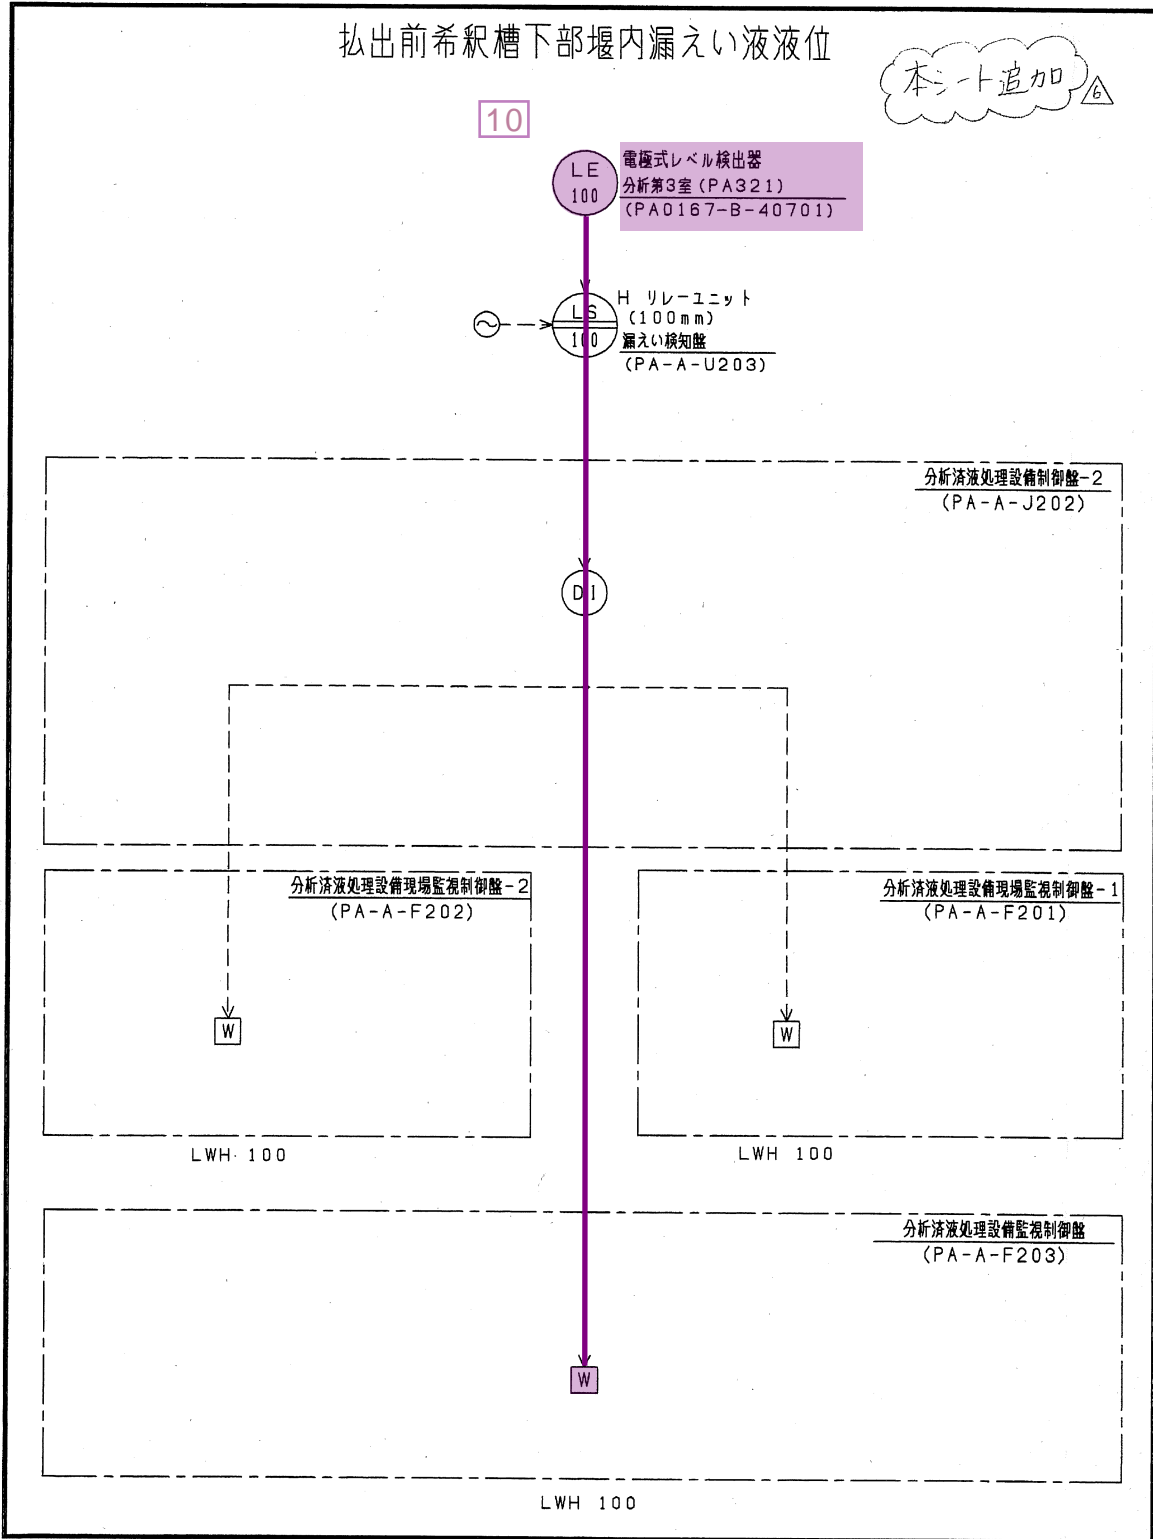 払出前希釈槽下部堰内漏えい液液位
本シート追加
6
10
LE
100
電極式レベル検出器
分析第3室(PA321)
(PA0167-B-40701)
LS
100
H リレーユニット
(100mm)
漏えい検知盤
(PA-A-U203)
分析済液処理設備制御盤-2
(PA-A-J202)
DI
分析済液処理設備現場監視制御盤-2
(PA-A-F202)
W
LWH 100
分析済液処理設備現場監視制御盤-1
(PA-A-F201)
W
LWH 100
分析済液処理設備監視制御盤
(PA-A-F203)
W
LWH 100